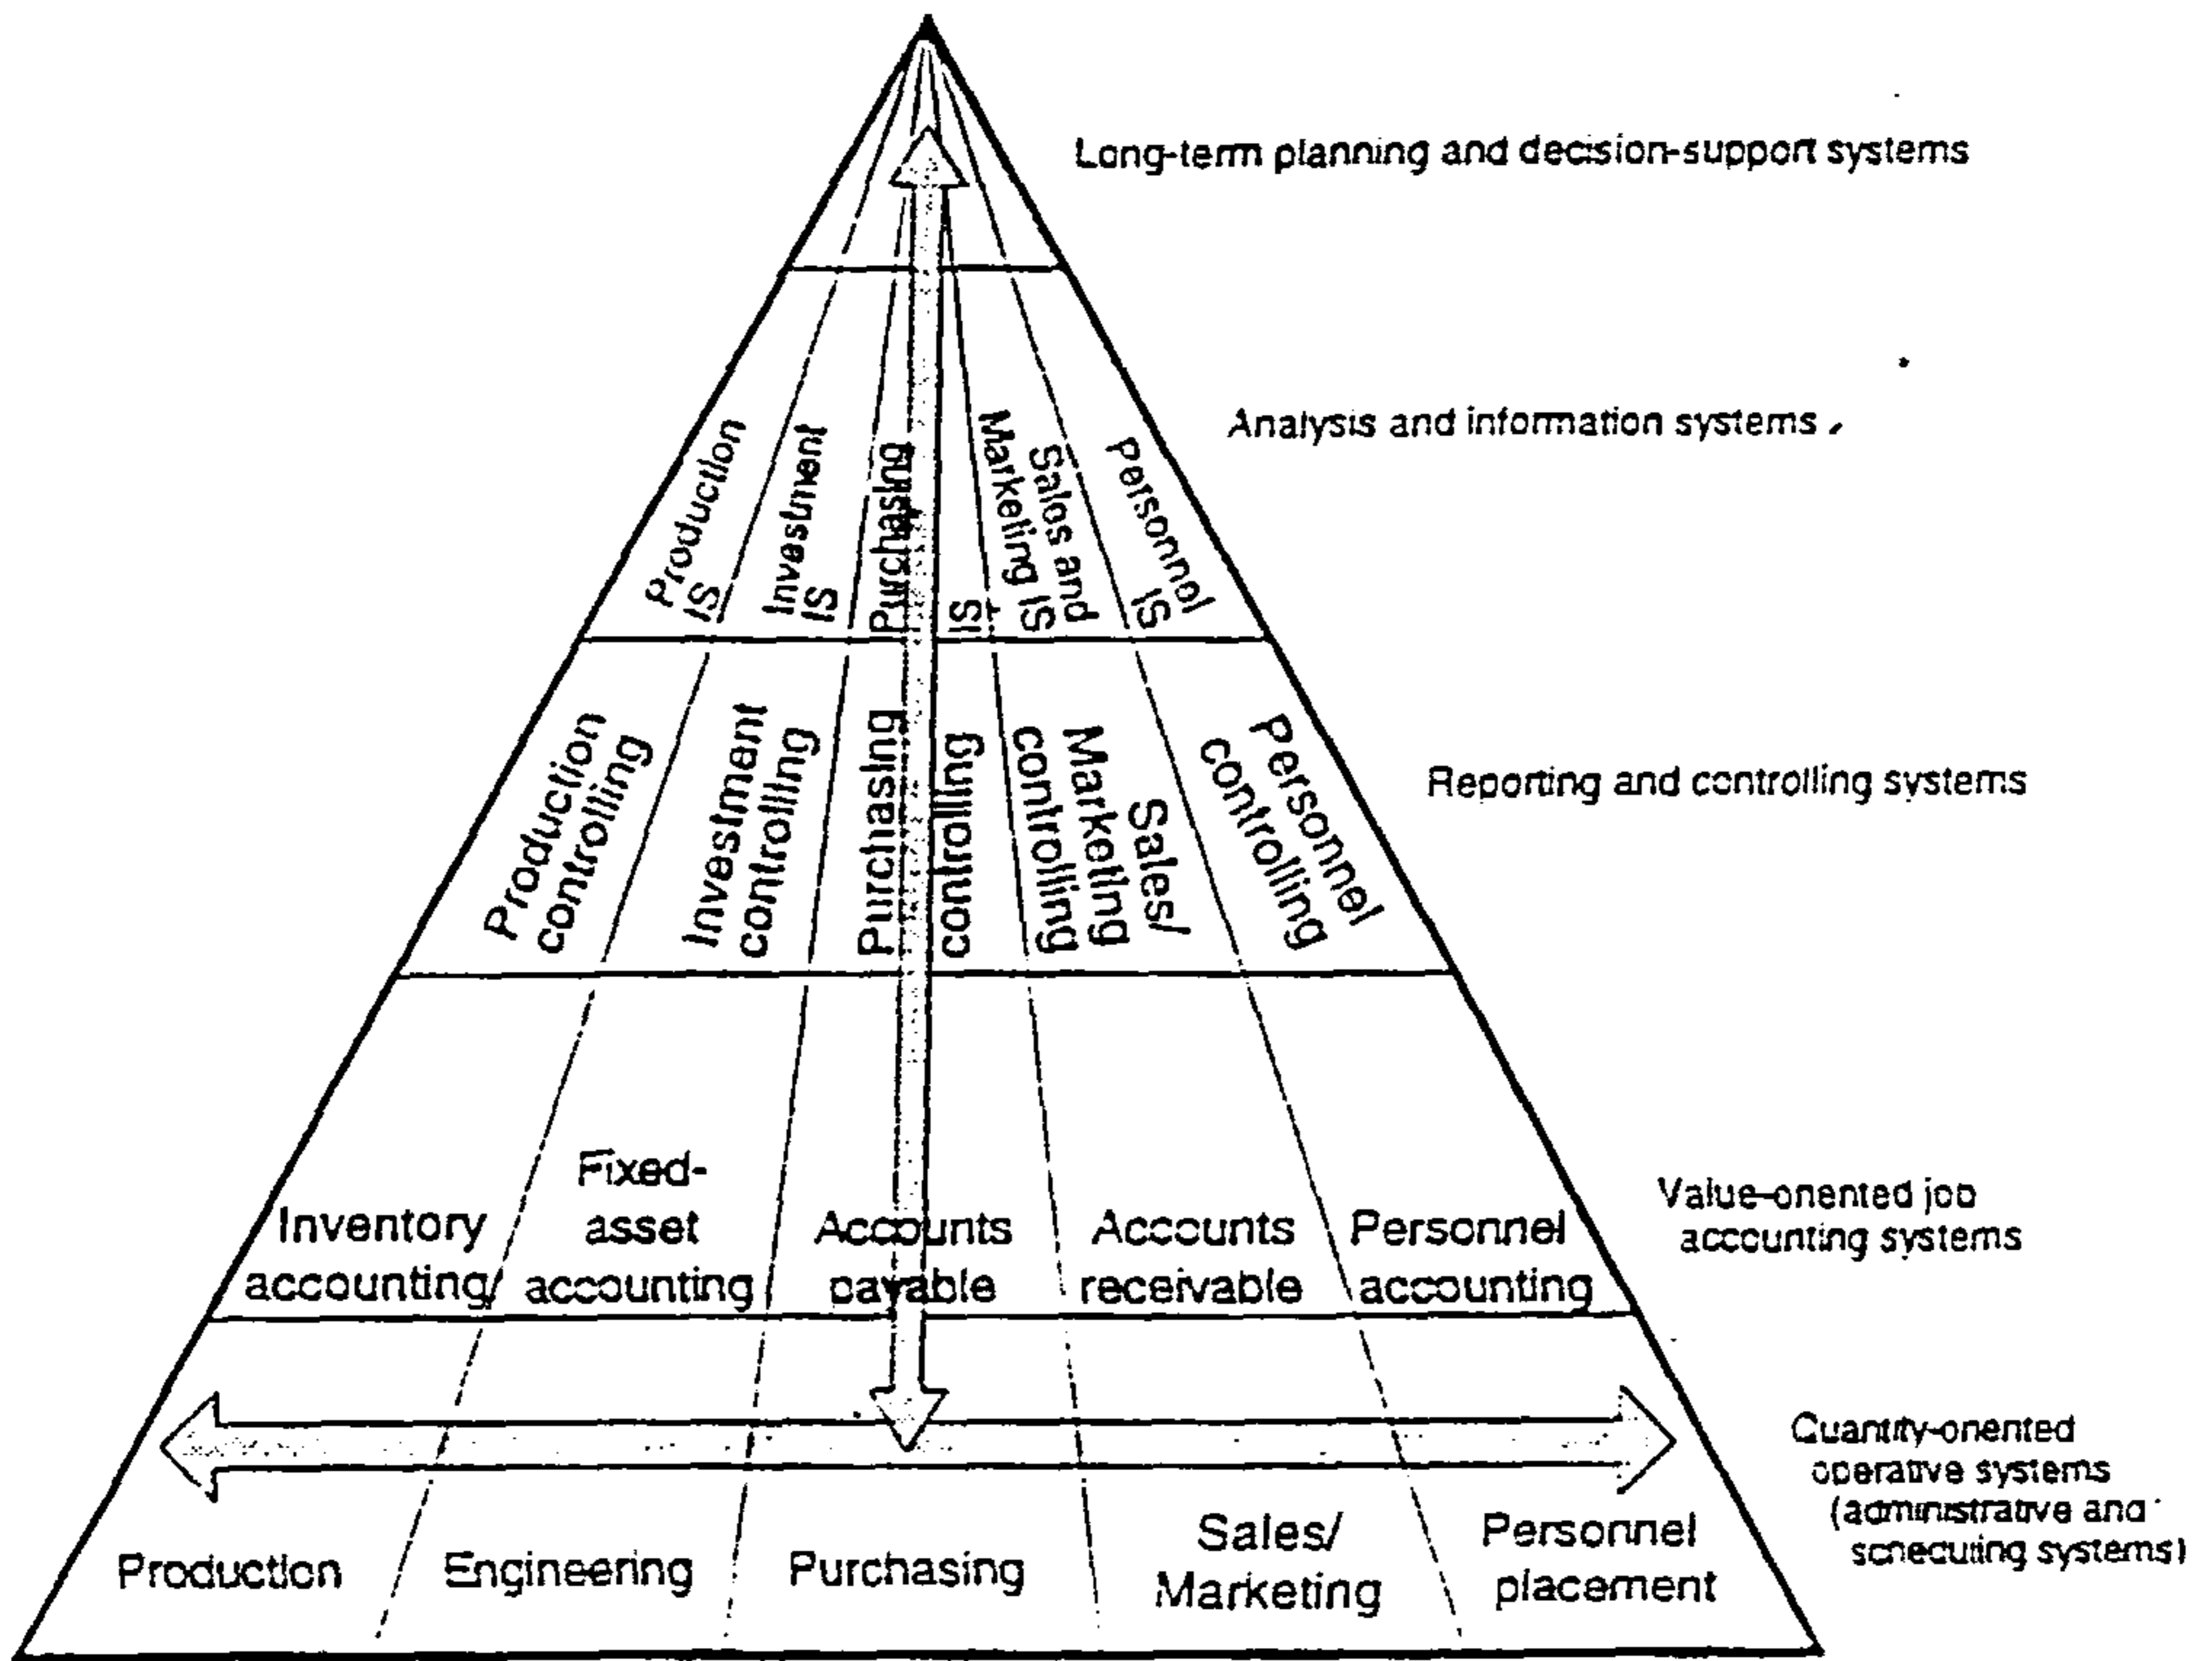 Long-term planning and decision-support systems
Analysis and information systems
Production
IS
Investment
IS
Purchasing
IS
Sales and
Marketing IS
Personnel
IS
Reporting and controlling systems
Production
controlling
Investment
controlling
Purchasing
controlling
Sales/
Marketing
controlling
Personnel
controlling
Value-oriented job
accounting systems
Inventory
accounting
Fixed-
asset
accounting
Accounts
payable
Accounts
receivable
Personnel
accounting
Quantity-oriented
operative systems
(administrative and
scheduling systems)
Production
Engineering
Purchasing
Sales/
Marketing
Personnel
placement